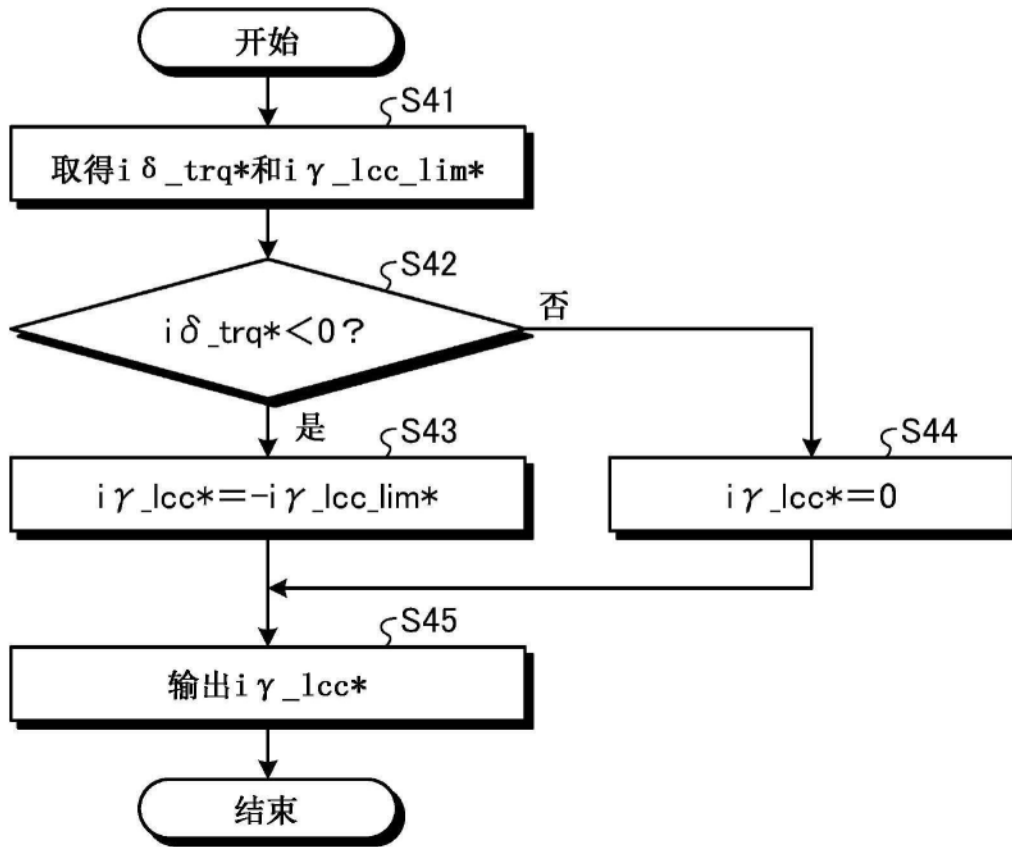 开始
S41
取得iδ_trq*和iγ_lcc_lim*
S42
iδ_trq*<0?
否
是
S43
iγ_lcc*=-iγ_lcc_lim*
S44
iγ_lcc*=0
S45
输出iγ_lcc*
结束